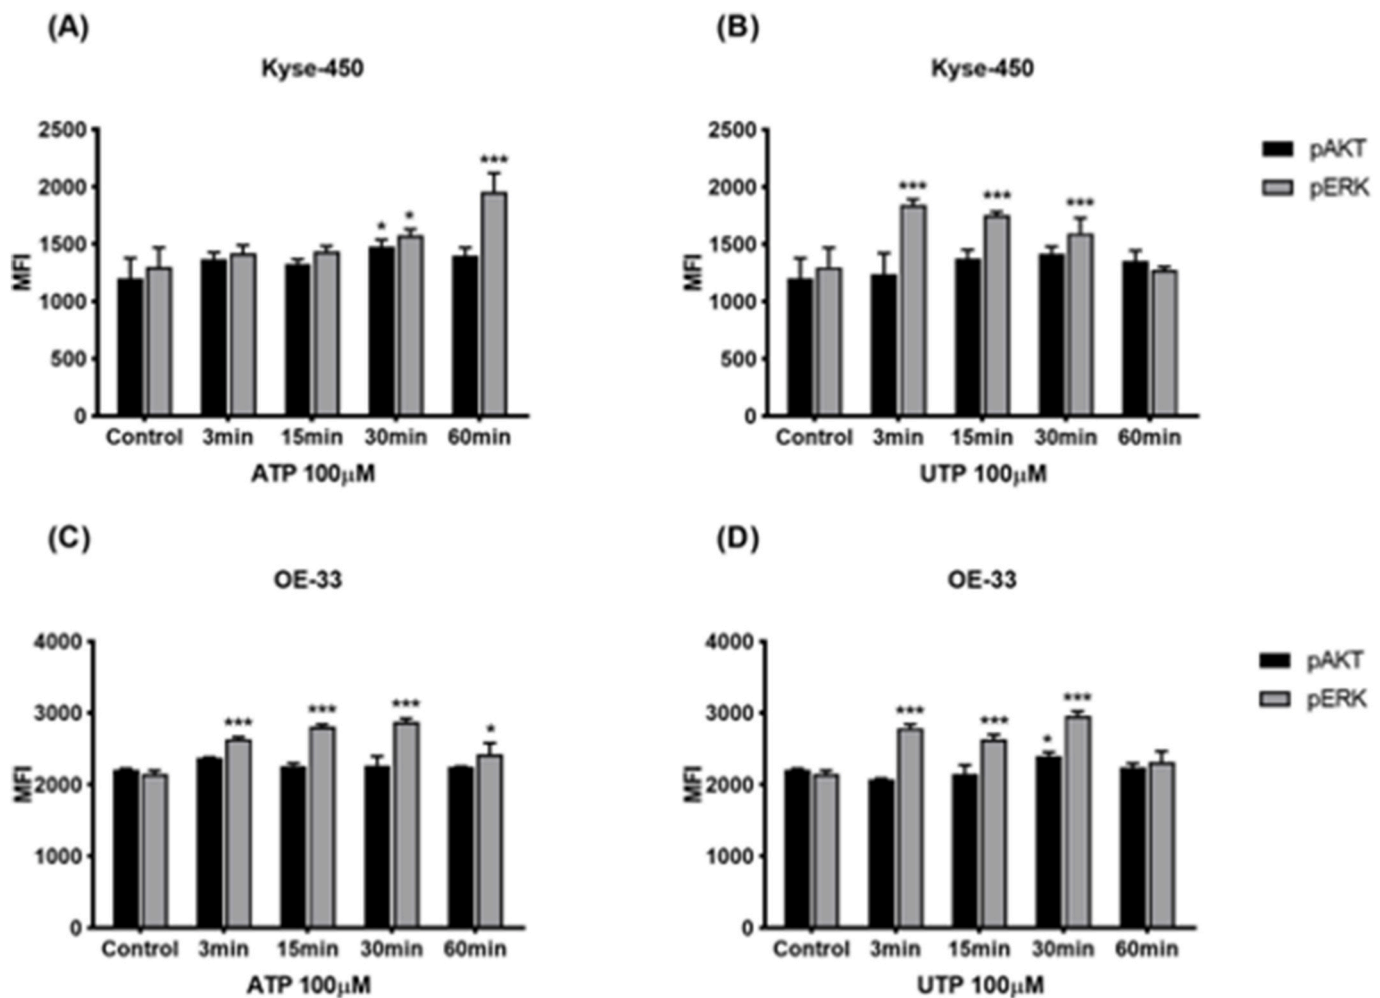 (A)
Kyse-450
2500
2000
1500
1000
500
0
MFI
***
*
*
Control 3min 15min 30min 60min
ATP 100μM
(B)
Kyse-450
2500
2000
1500
1000
500
0
MFI
***
***
***
Control 3min 15min 30min 60min
UTP 100μM
pAKT
pERK
(C)
OE-33
4000
3000
2000
1000
0
MFI
***
***
***
*
Control 3min 15min 30min 60min
ATP 100μM
(D)
OE-33
4000
3000
2000
1000
0
MFI
***
***
*
***
Control 3min 15min 30min 60min
UTP 100μM
pAKT
pERK